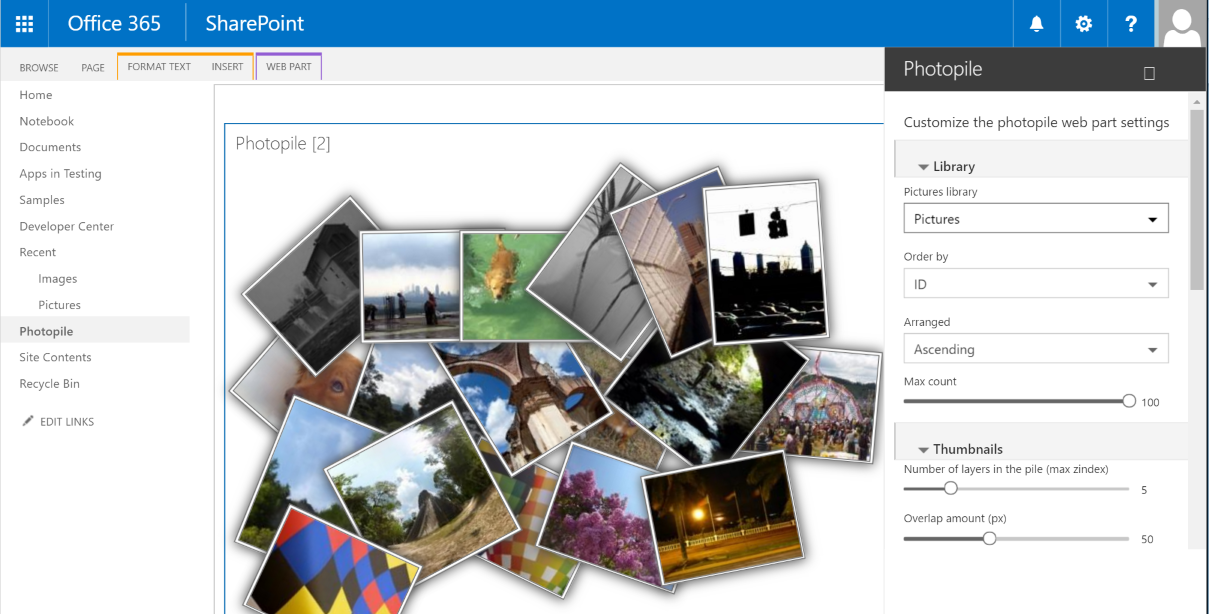 Office 365 SharePoint ?
BROWSE PAGE FORMAT TEXT INSERT WEB PART
Home
Notebook
Documents
Apps in Testing
Samples
Developer Center
Recent
Images
Pictures
Photopile
Site Contents
Recycle Bin
EDIT LINKS
Photopile [2]
Photopile
Customize the photopile web part settings
Library
Pictures library
Pictures
Order by
ID
Arranged
Ascending
Max count
100
Thumbnails
Number of layers in the pile (max zindex)
5
Overlap amount (px)
50